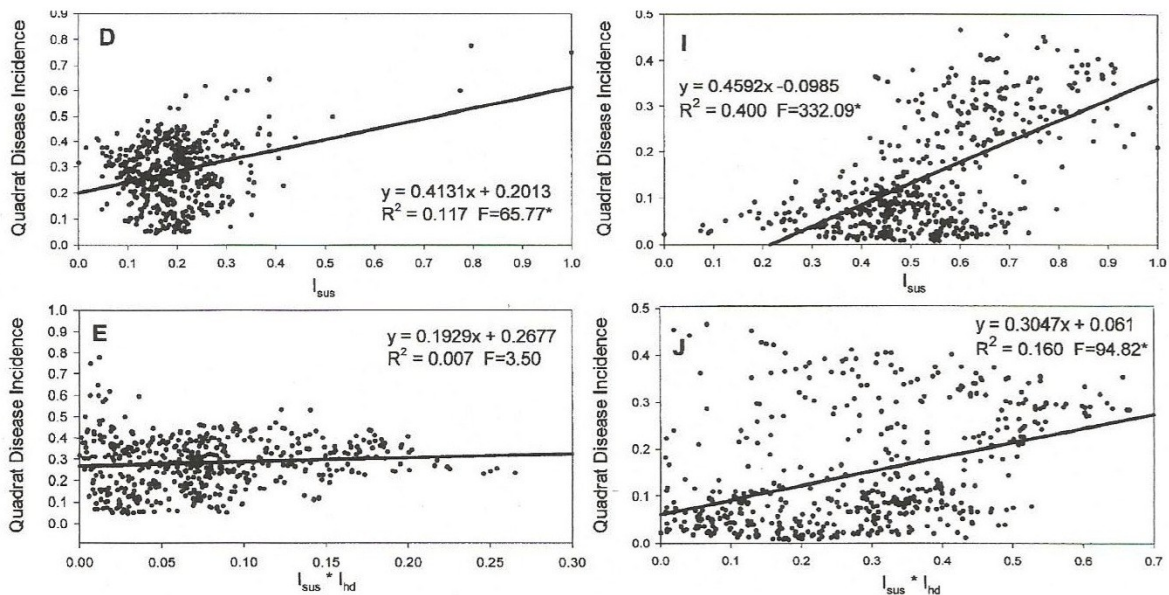 D
Quadrat Disease Incidence
0.9
0.8
0.7
0.6
0.5
0.4
0.3
0.2
0.1
0.0
y = 0.4131x + 0.2013
R² = 0.117 F=65.77*
0.0 0.1 0.2 0.3 0.4 0.5 0.6 0.7 0.8 0.9 1.0
I_sus
I
Quadrat Disease Incidence
0.5
0.4
0.3
0.2
0.1
0.0
y = 0.4592x -0.0985
R² = 0.400 F=332.09*
0.0 0.1 0.2 0.3 0.4 0.5 0.6 0.7 0.8 0.9 1.0
I_sus
E
Quadrat Disease Incidence
1.0
0.9
0.8
0.7
0.6
0.5
0.4
0.3
0.2
0.1
0.0
y = 0.1929x + 0.2677
R² = 0.007 F=3.50
0.00 0.05 0.10 0.15 0.20 0.25 0.30
I_sus * I_hd
J
Quadrat Disease Incidence
0.5
0.4
0.3
0.2
0.1
0.0
y = 0.3047x + 0.061
R² = 0.160 F=94.82*
0.0 0.1 0.2 0.3 0.4 0.5 0.6 0.7
I_sus * I_hd